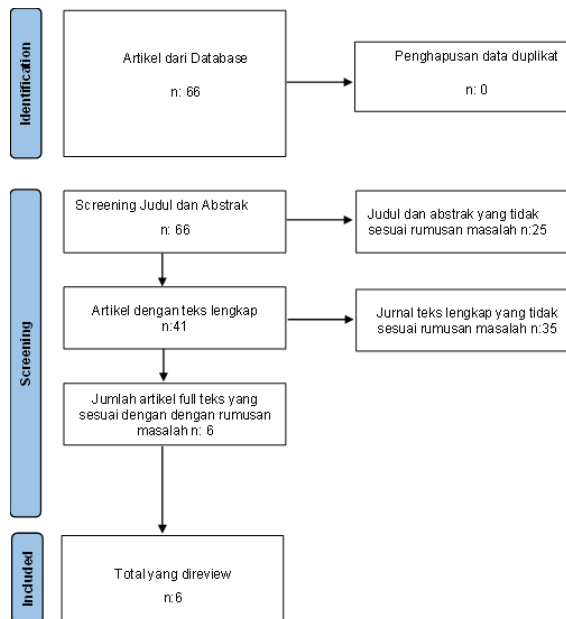 Identification
Artikel dari Database
n: 66
Penghapusan data duplikat
n: 0
Screening
Screening Judul dan Abstrak
n: 66
Judul dan abstrak yang tidak
sesuai rumusan masalah n:25
Artikel dengan teks lengkap
n:41
Jurnal teks lengkap yang tidak
sesuai rumusan masalah n:35
Jumlah artikel full teks yang
sesuai dengan dengan rumusan
masalah n: 6
Included
Total yang direview
n:6